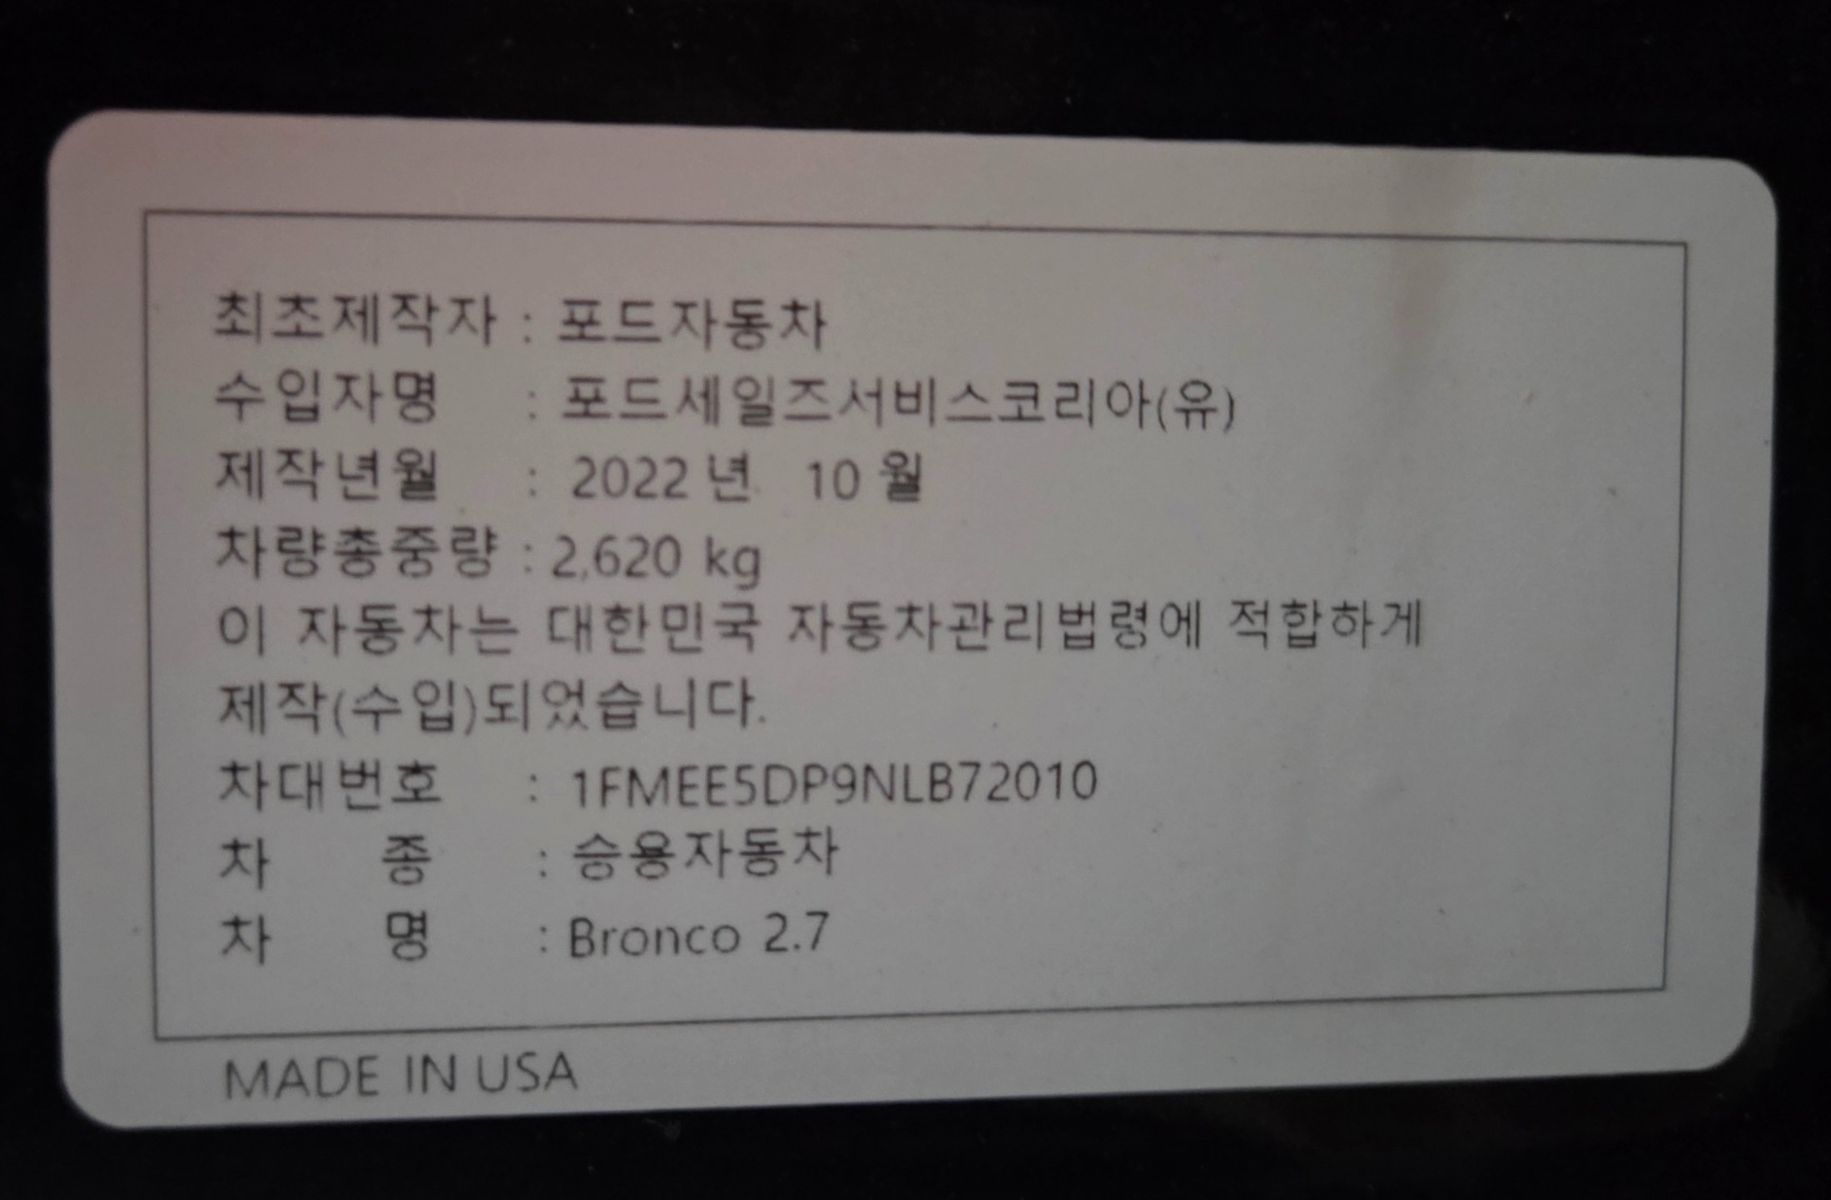 최초제작자 : 포드자동차
수입자명 : 포드세일즈서비스코리아(유)
제작년월 : 2022 년 10 월
차량총중량 : 2,620 kg
이 자동차는 대한민국 자동차관리법령에 적합하게
제작(수입)되었습니다.
차대번호 : 1FMEE5DP9NLB72010
차 종 : 승용자동차
차 명 : Bronco 2.7
MADE IN USA